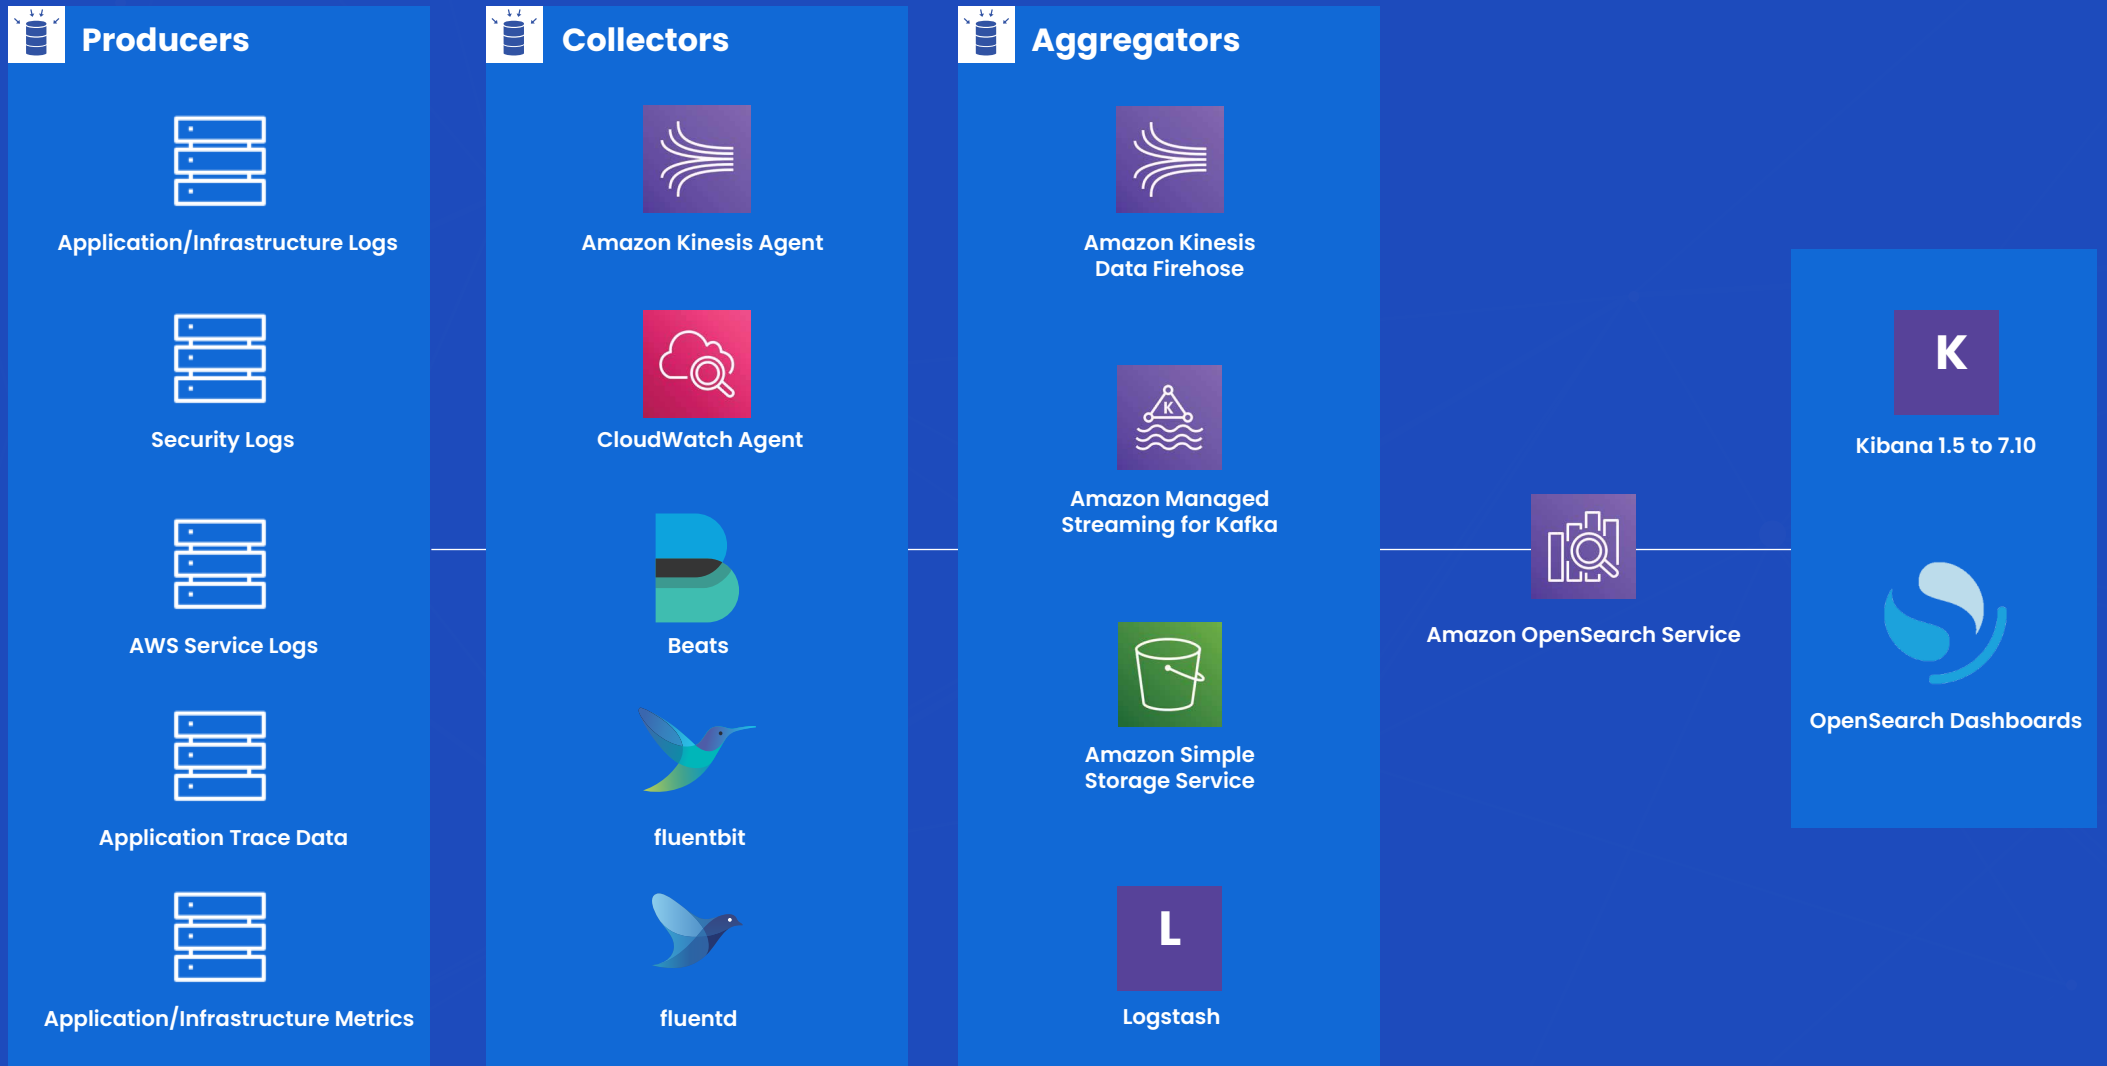 Producers
Application/Infrastructure Logs
Security Logs
AWS Service Logs
Application Trace Data
Application/Infrastructure Metrics
Collectors
Amazon Kinesis Agent
CloudWatch Agent
Beats
fluentbit
fluentd
Aggregators
Amazon Kinesis
Data Firehose
K
Amazon Managed
Streaming for Kafka
Amazon Simple
Storage Service
L
Logstash
Amazon OpenSearch Service
K
Kibana 1.5 to 7.10
OpenSearch Dashboards